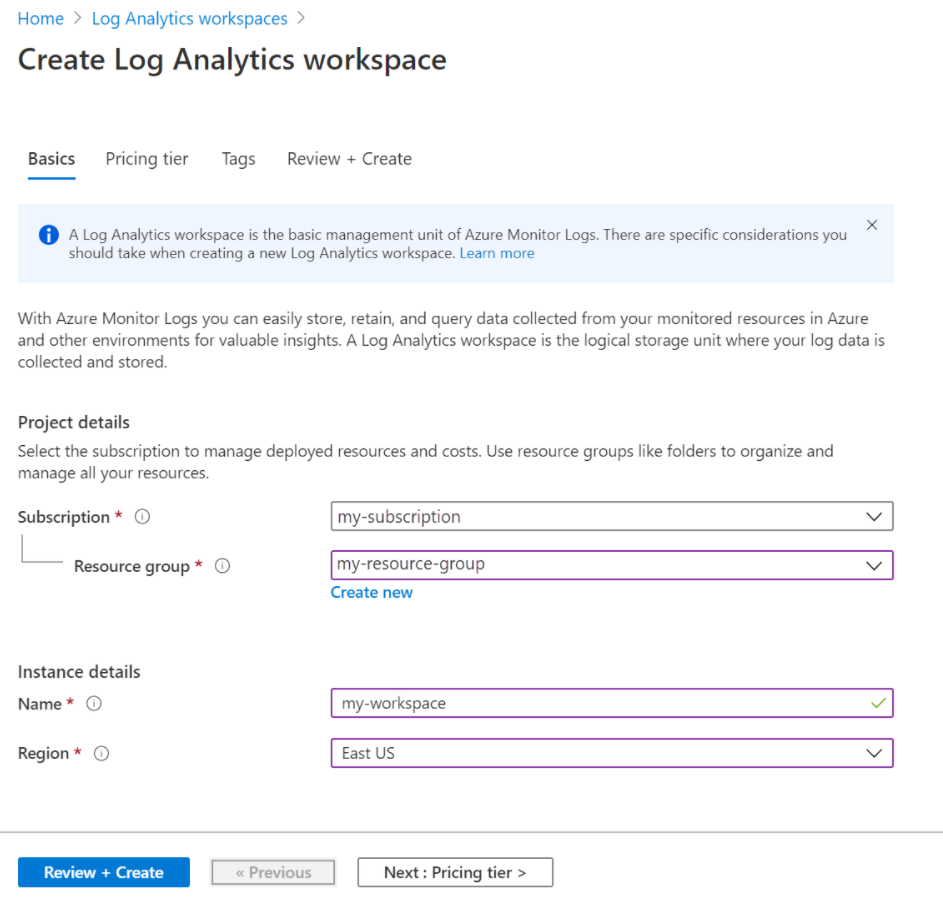 Home > Log Analytics workspaces >
Create Log Analytics workspace
Basics Pricing tier Tags Review + Create
A Log Analytics workspace is the basic management unit of Azure Monitor Logs. There are specific considerations you
should take when creating a new Log Analytics workspace. Learn more
With Azure Monitor Logs you can easily store, retain, and query data collected from your monitored resources in Azure
and other environments for valuable insights. A Log Analytics workspace is the logical storage unit where your log data is
collected and stored.
Project details
Select the subscription to manage deployed resources and costs. Use resource groups like folders to organize and
manage all your resources.
Subscription * my-subscription
Resource group * my-resource-group
Create new
Instance details
Name * my-workspace
Region * East US
Review + Create « Previous Next : Pricing tier >